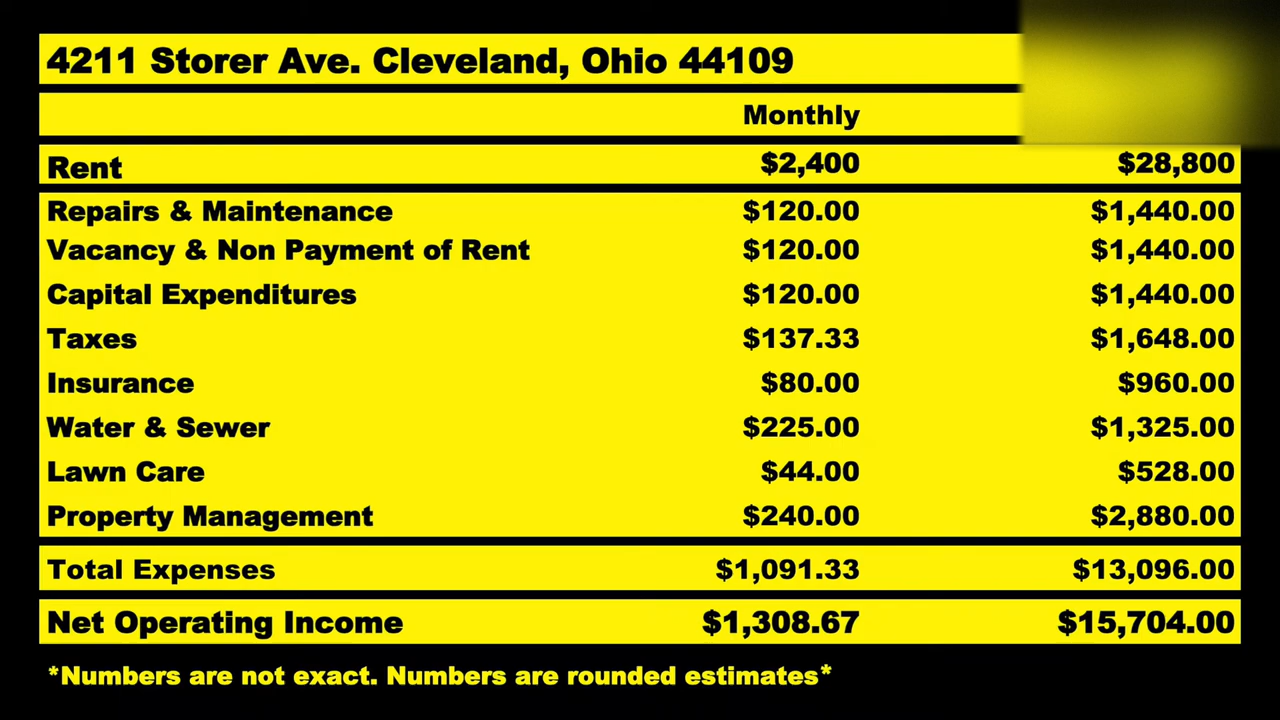 4211 Storer Ave. Cleveland, Ohio 44109
Monthly
Rent $2,400 $28,800
Repairs & Maintenance $120.00 $1,440.00
Vacancy & Non Payment of Rent $120.00 $1,440.00
Capital Expenditures $120.00 $1,440.00
Taxes $137.33 $1,648.00
Insurance $80.00 $960.00
Water & Sewer $225.00 $1,325.00
Lawn Care $44.00 $528.00
Property Management $240.00 $2,880.00
Total Expenses $1,091.33 $13,096.00
Net Operating Income $1,308.67 $15,704.00
*Numbers are not exact. Numbers are rounded estimates*